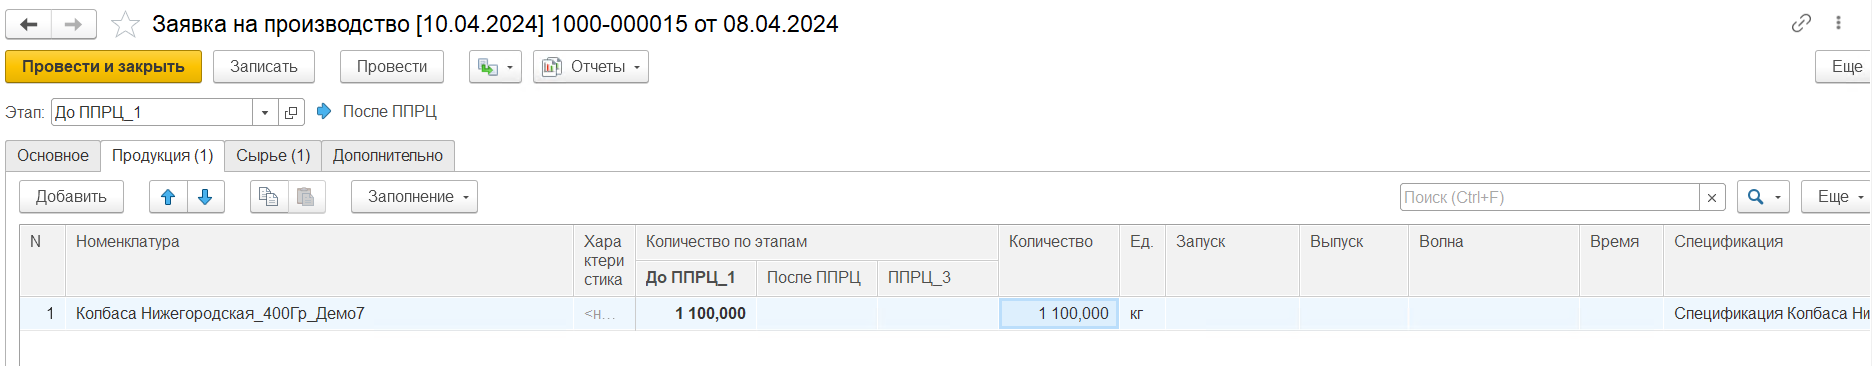 Заявка на производство [10.04.2024] 1000-000015 от 08.04.2024
Провести и закрыть Записать Провести Отчеты Еще
Этап: До ППРЦ_1 После ППРЦ
Основное Продукция (1) Сырье (1) Дополнительно
Добавить Заполнение Поиск (Ctrl+F) × Еще
N Номенклатура Хара ктери стика Количество по этапам Количество Ед. Запуск Выпуск Волна Время Спецификация
До ППРЦ_1 После ППРЦ ППРЦ_3
1 Колбаса Нижегородская_400Гр_Демо7 <н... 1 100,000 1 100,000 кг Спецификация Колбаса Ни